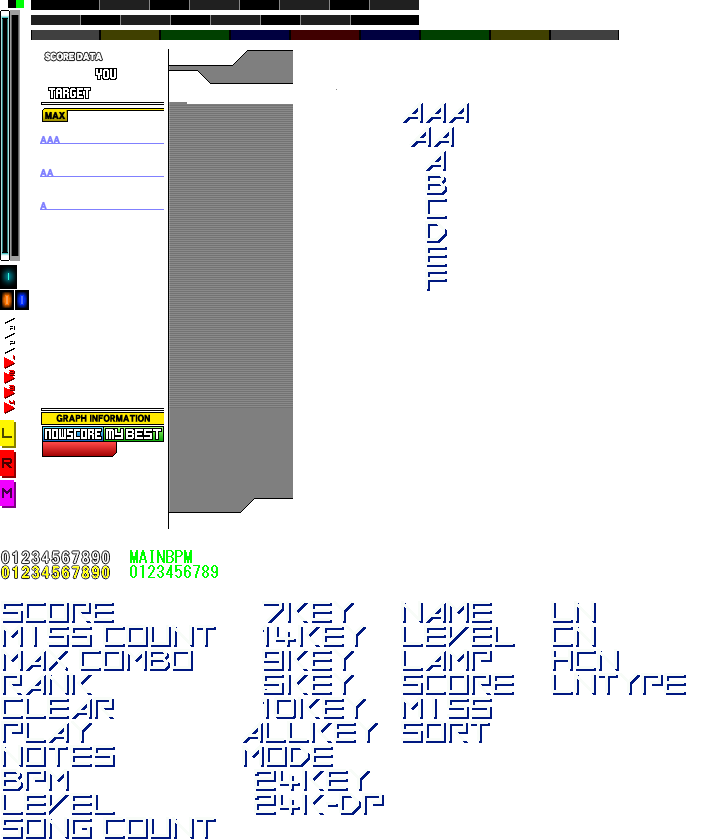 SCORE DATA
YOU
TARGET
MAX
AAA
AA
A
AAA
AA
A
B
C
D
E
F
GRAPH INFORMATION
NOWSCORE MY BEST
L
R
M
01234567890 MAINBPM
01234567890 0123456789
SCORE 7KEY NAME LN
MISS COUNT 14KEY LEVEL CN
MAX COMBO 9KEY LAMP HCN
RANK 5KEY SCORE LNTYPE
CLEAR 10KEY MISS
PLAY ALLKEY SORT
NOTES MODE
BPM 24KEY
LEVEL 24K-DP
SONG COUNT